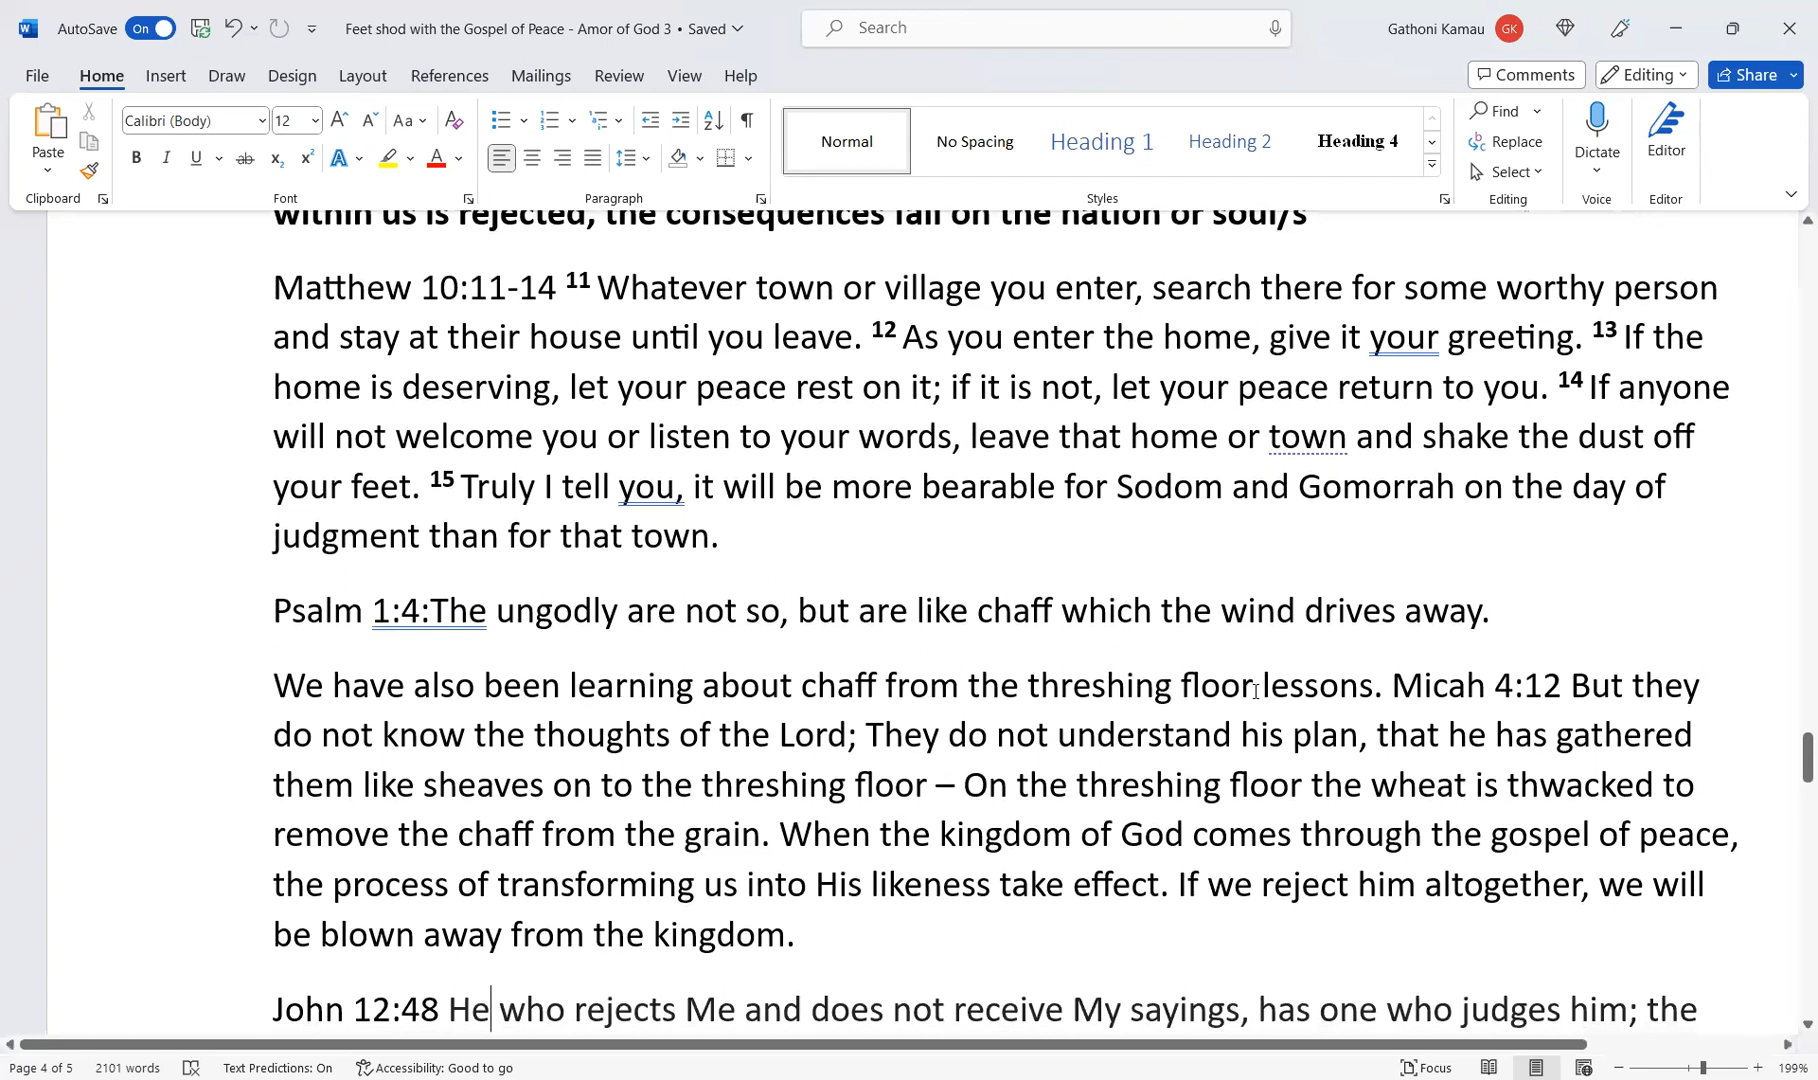 AutoSave On Feet shod with the Gospel of Peace - Amor of God 3 • Saved Search Gathoni Kamau GK
File Home Insert Draw Design Layout References Mailings Review View Help Comments Editing Share
Calibri (Body) 12 Aa Normal No Spacing Heading 1 Heading 2 Heading 4 Find
Paste B I U ab x₂ x² A A Replace Dictate Editor
Select
Clipboard Font Paragraph Styles Editing Voice Editor
within us is rejected, the consequences fall on the nation or soul/s
Matthew 10:11-14 ¹¹ Whatever town or village you enter, search there for some worthy person
and stay at their house until you leave. ¹² As you enter the home, give it your greeting. ¹³ If the
home is deserving, let your peace rest on it; if it is not, let your peace return to you. ¹⁴ If anyone
will not welcome you or listen to your words, leave that home or town and shake the dust off
your feet. ¹⁵ Truly I tell you, it will be more bearable for Sodom and Gomorrah on the day of
judgment than for that town.
Psalm 1:4:The ungodly are not so, but are like chaff which the wind drives away.
We have also been learning about chaff from the threshing floor lessons. Micah 4:12 But they
do not know the thoughts of the Lord; They do not understand his plan, that he has gathered
them like sheaves on to the threshing floor – On the threshing floor the wheat is thwacked to
remove the chaff from the grain. When the kingdom of God comes through the gospel of peace,
the process of transforming us into His likeness take effect. If we reject him altogether, we will
be blown away from the kingdom.
John 12:48 He who rejects Me and does not receive My sayings, has one who judges him; the
Page 4 of 5 2101 words Text Predictions: On Accessibility: Good to go Focus 199%